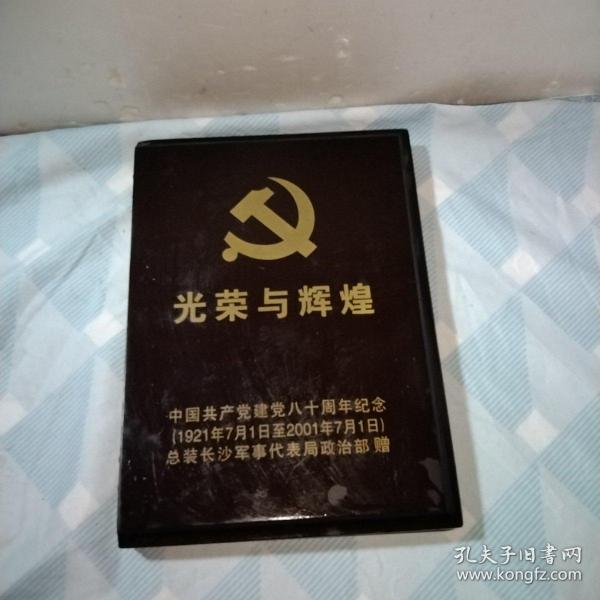 光荣与辉煌
中国共产党建党八十周年纪念
(1921年7月1日至2001年7月1日)
总装长沙军事代表局政治部 赠
孔夫子旧书网
www.kongfz.com